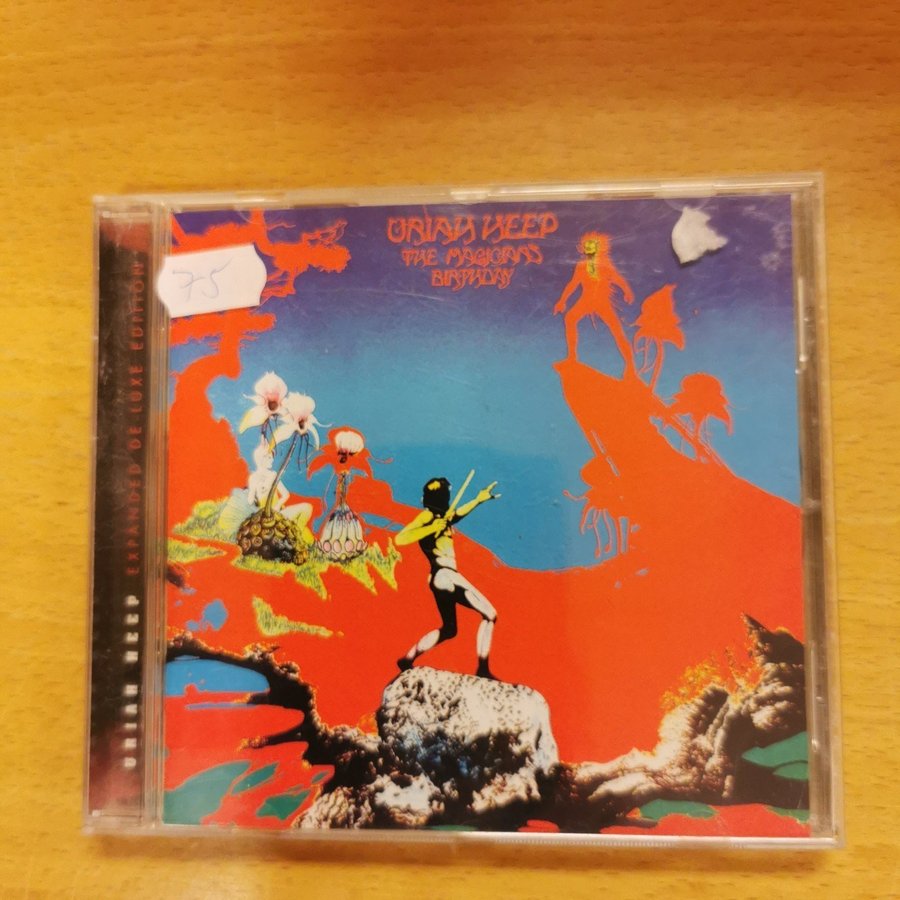 URIAH HEEP
THE MAGICIAN'S
BIRTHDAY
75
URIAH HEEP EXPANDED DE LUXE EDITION